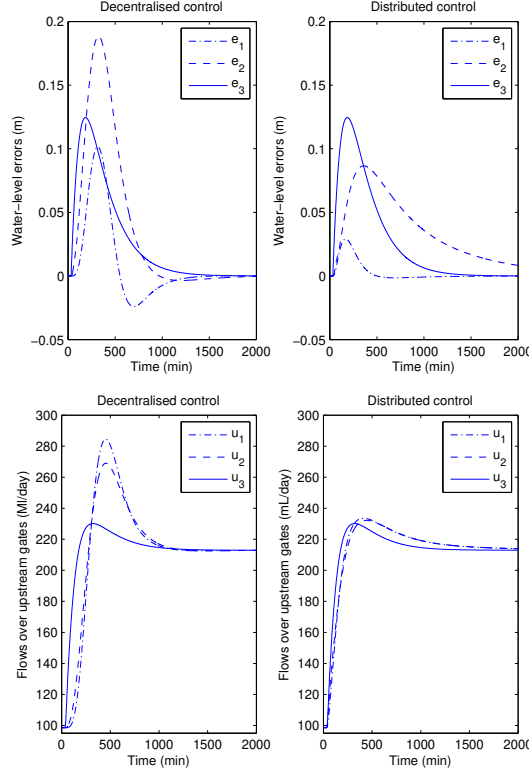 Decentralised control
Water−level errors (m)
0.2
0.15
0.1
0.05
0
−0.05
0 500 1000 1500 2000
Time (min)
e1
e2
e3
Distributed control
Water−level errors (m)
0.2
0.15
0.1
0.05
0
−0.05
0 500 1000 1500 2000
Time (min)
e1
e2
e3
Decentralised control
Flows over upstream gates (Ml/day)
300
280
260
240
220
200
180
160
140
120
100
0 500 1000 1500 2000
Time (min)
u1
u2
u3
Distributed control
Flows over upstream gates (mL/day)
300
280
260
240
220
200
180
160
140
120
100
0 500 1000 1500 2000
Time (min)
u1
u2
u3